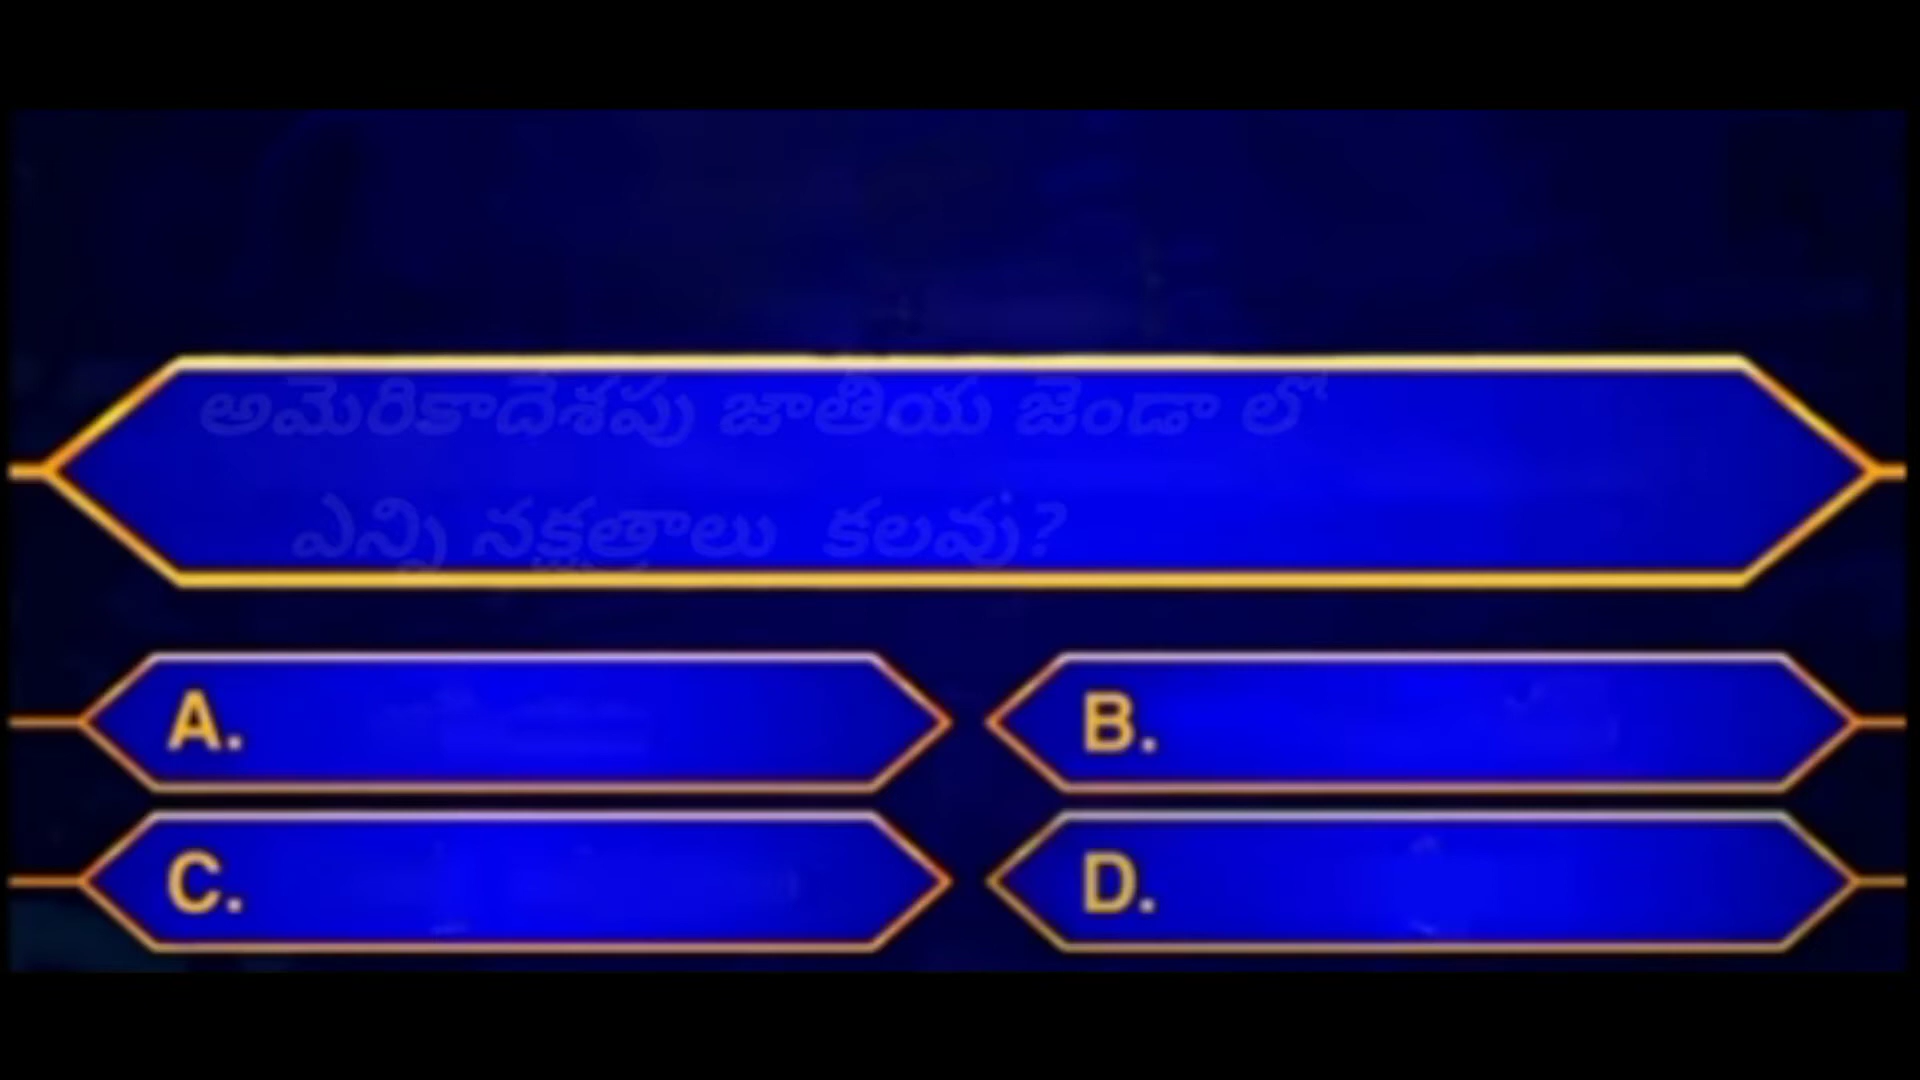 అమెరికాదేశపు జాతీయ జెండా లో
ఎన్ని నక్షత్రాలు కలవు?
A.
B.
C.
D.